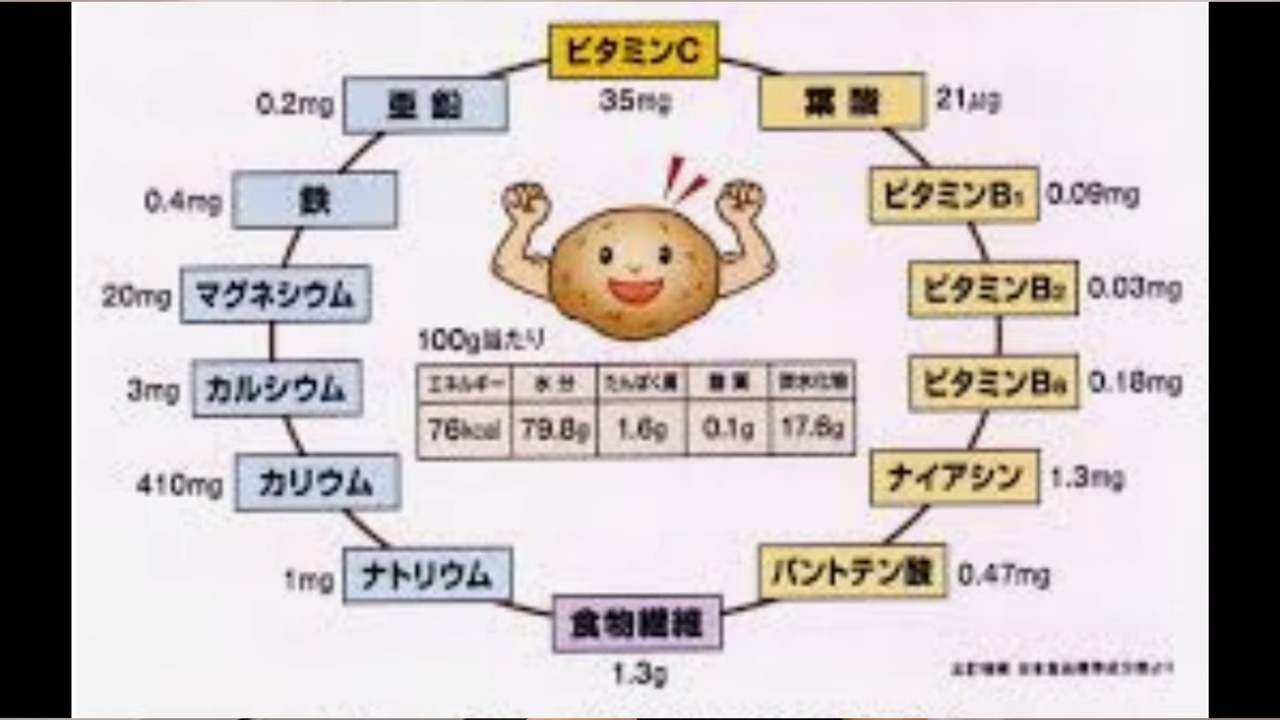 ビタミンC
35mg
亜鉛
0.2mg
葉酸
21μg
鉄
0.4mg
ビタミンB1
0.09mg
マグネシウム
20mg
ビタミンB2
0.03mg
カルシウム
3mg
ビタミンB6
0.18mg
カリウム
410mg
ナイアシン
1.3mg
ナトリウム
1mg
パントテン酸
0.47mg
食物繊維
1.3g
100g当たり
エネルギー 水分 たんぱく質 脂質 炭水化物
76kcal 79.8g 1.6g 0.1g 17.6g